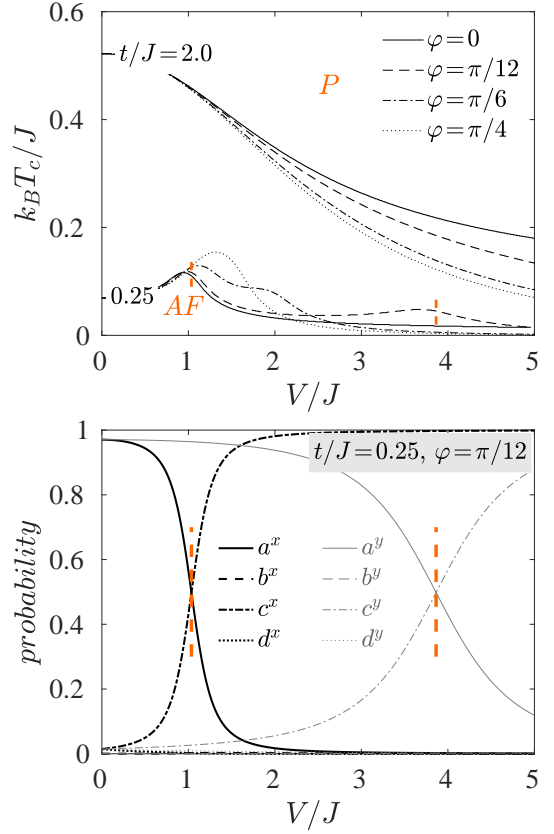 0.6
t/J=2.0
φ=0
P
φ=π/12
φ=π/6
0.4
φ=π/4
k_BT_c/J
0.2
0.25
AF
0
0 1 2 3 4 5
V/J
1
t/J=0.25, φ=π/12
0.8
a^x a^y
0.6
b^x b^y
probability
0.4
c^x c^y
d^x d^y
0.2
0
0 1 2 3 4 5
V/J